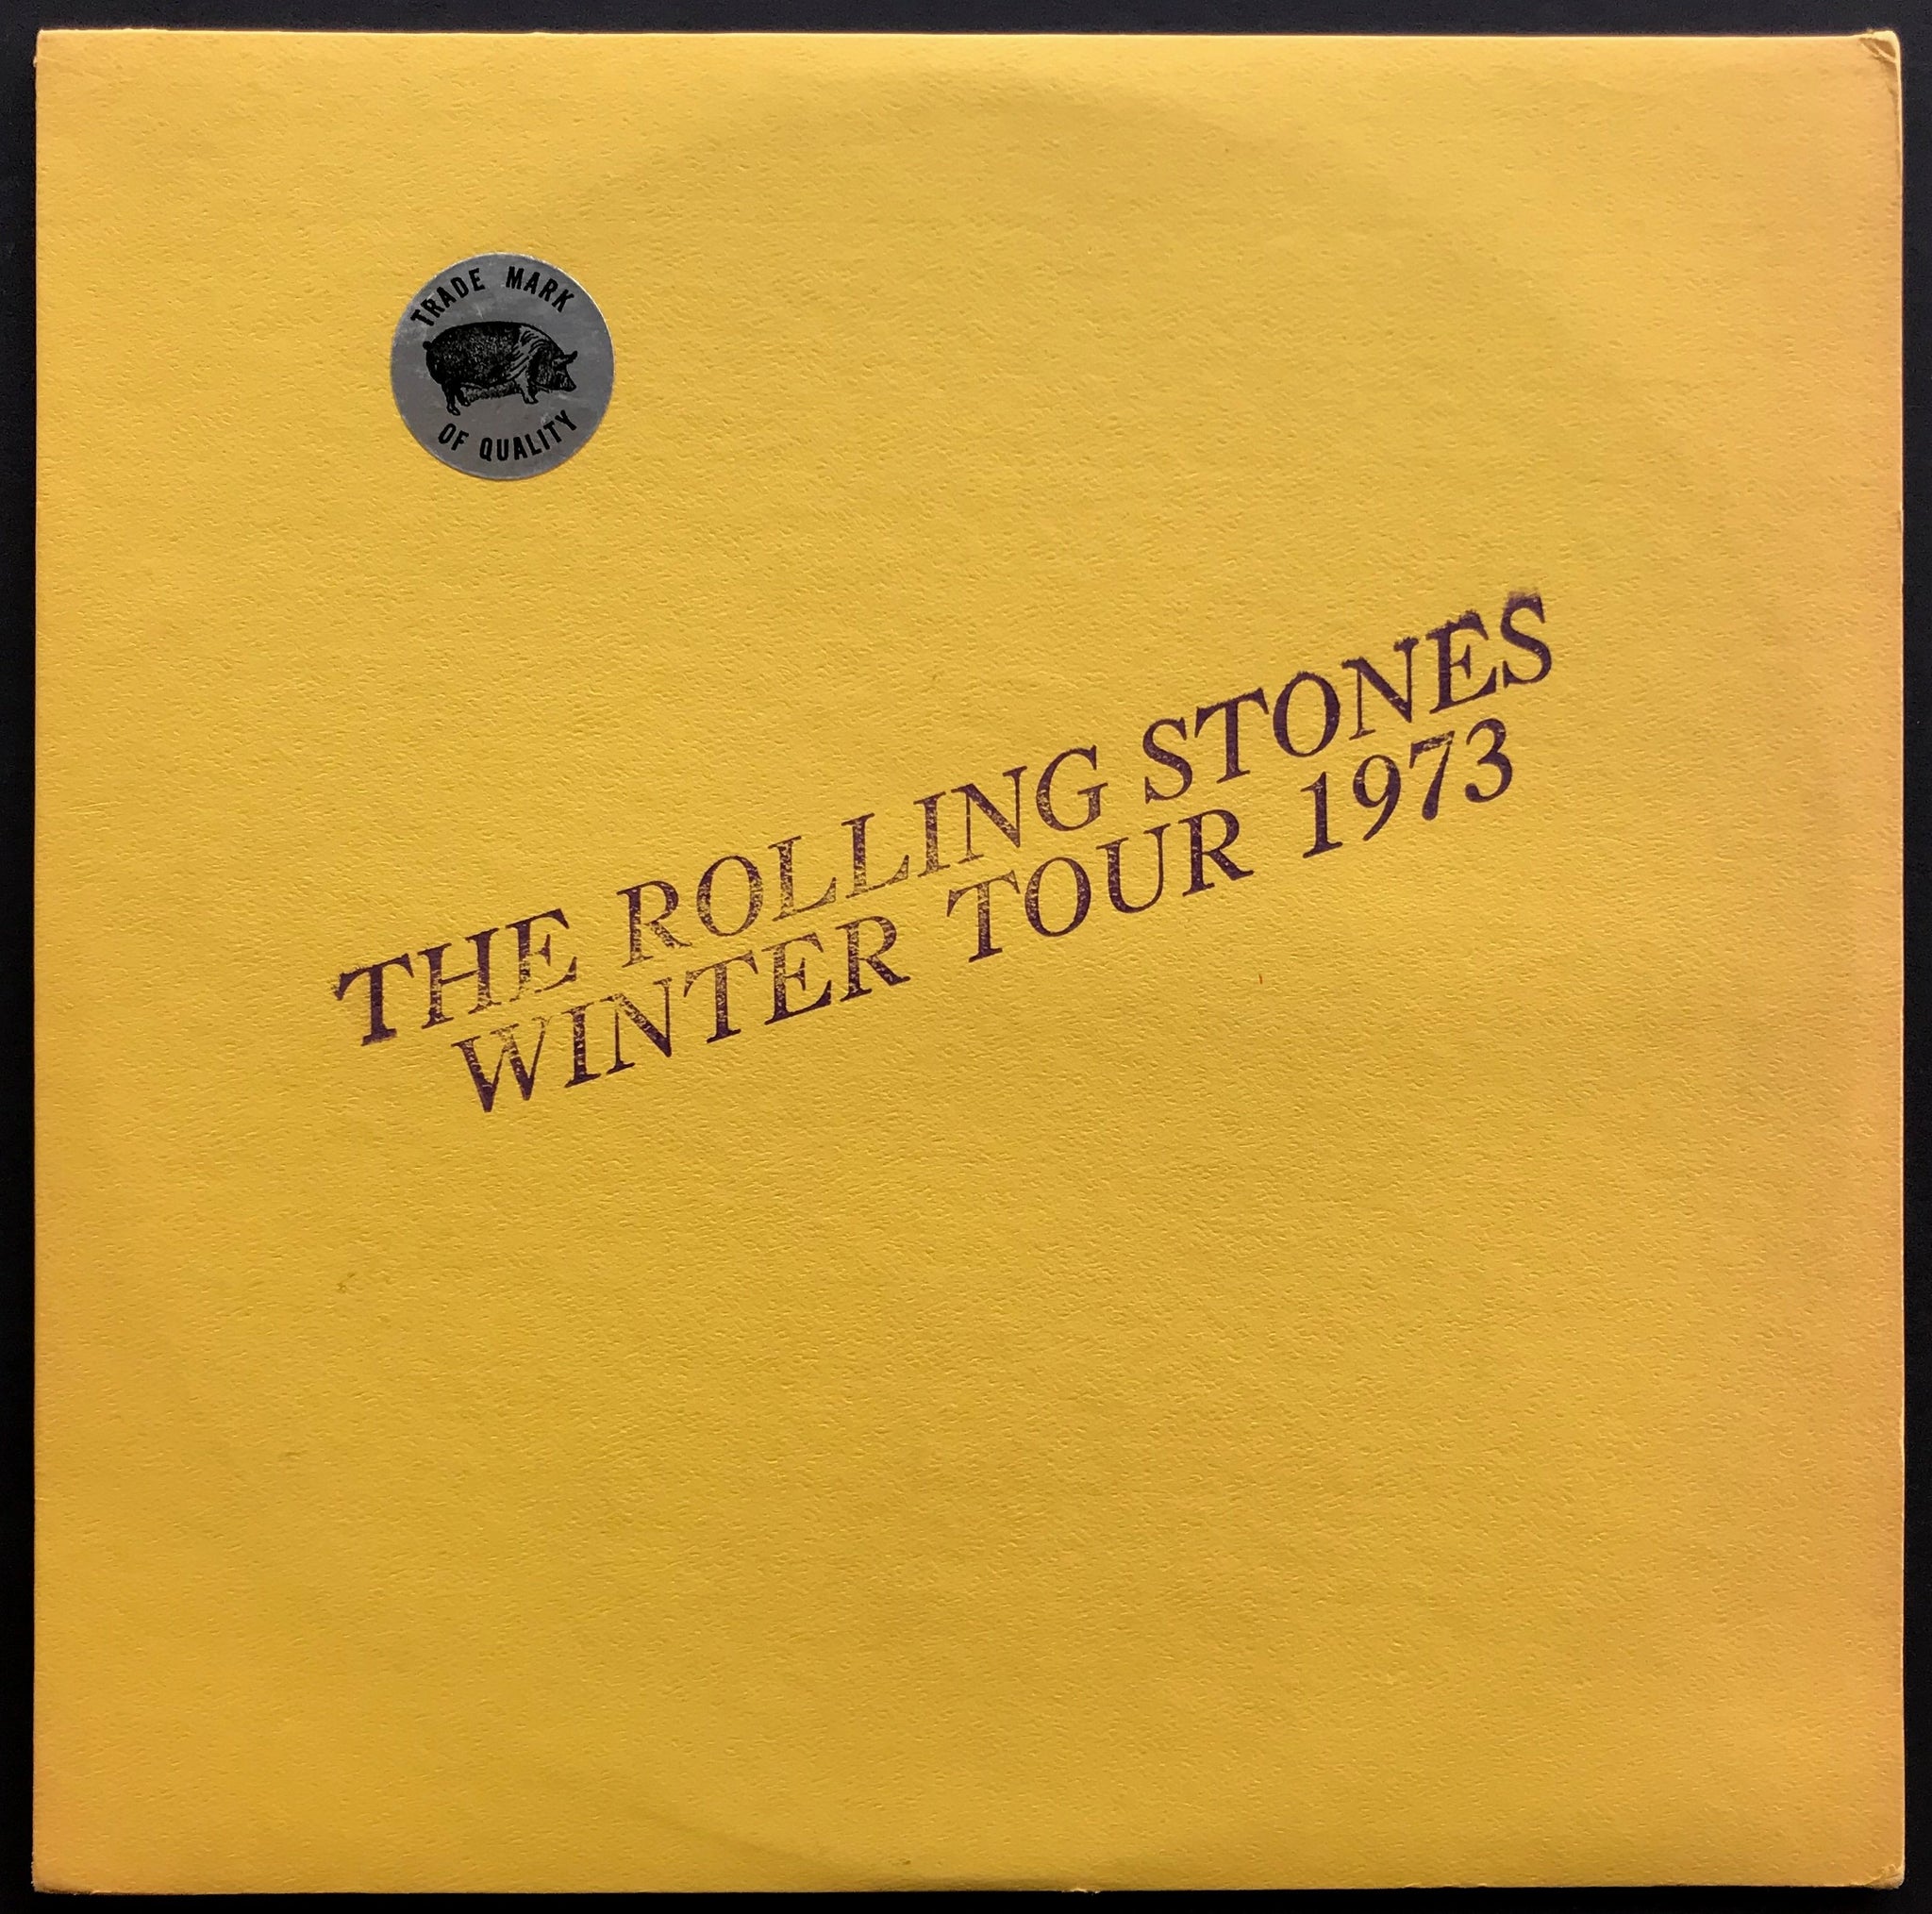 TRADE MARK
OF QUALITY
THE ROLLING STONES
WINTER TOUR 1973